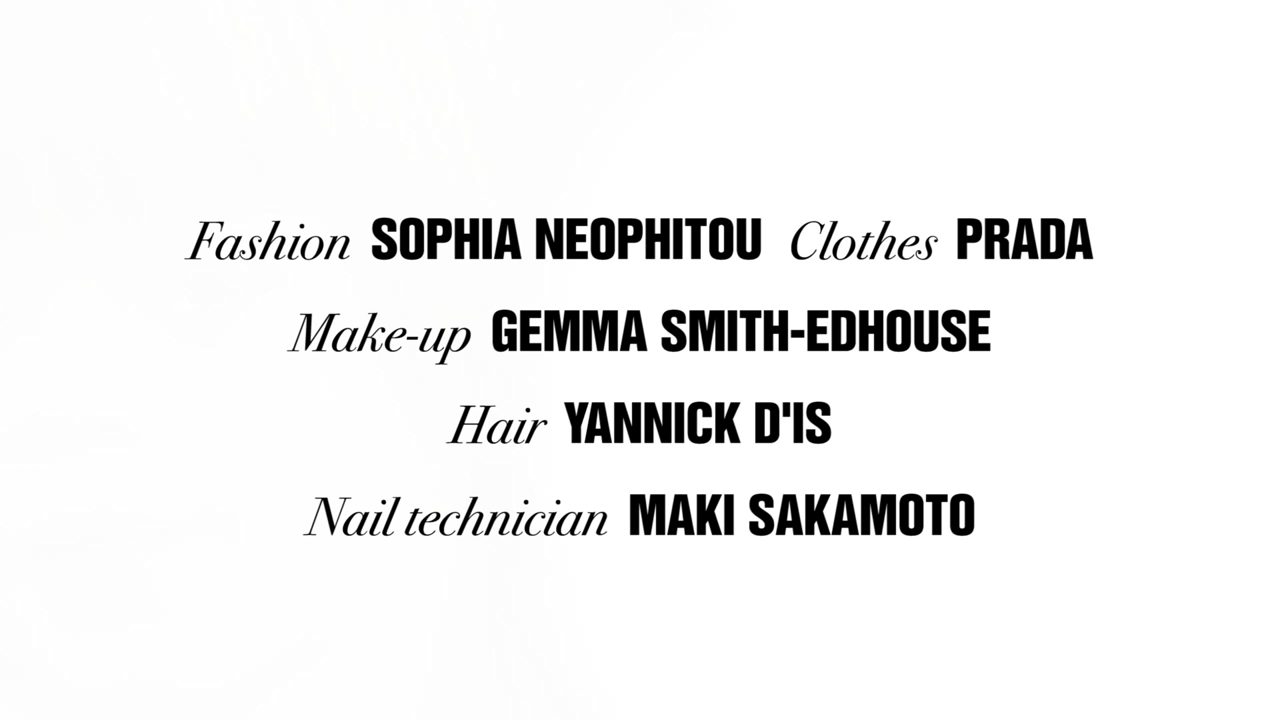 Fashion SOPHIA NEOPHITOU Clothes PRADA
Make-up GEMMA SMITH-EDHOUSE
Hair YANNICK D'IS
Nail technician MAKI SAKAMOTO